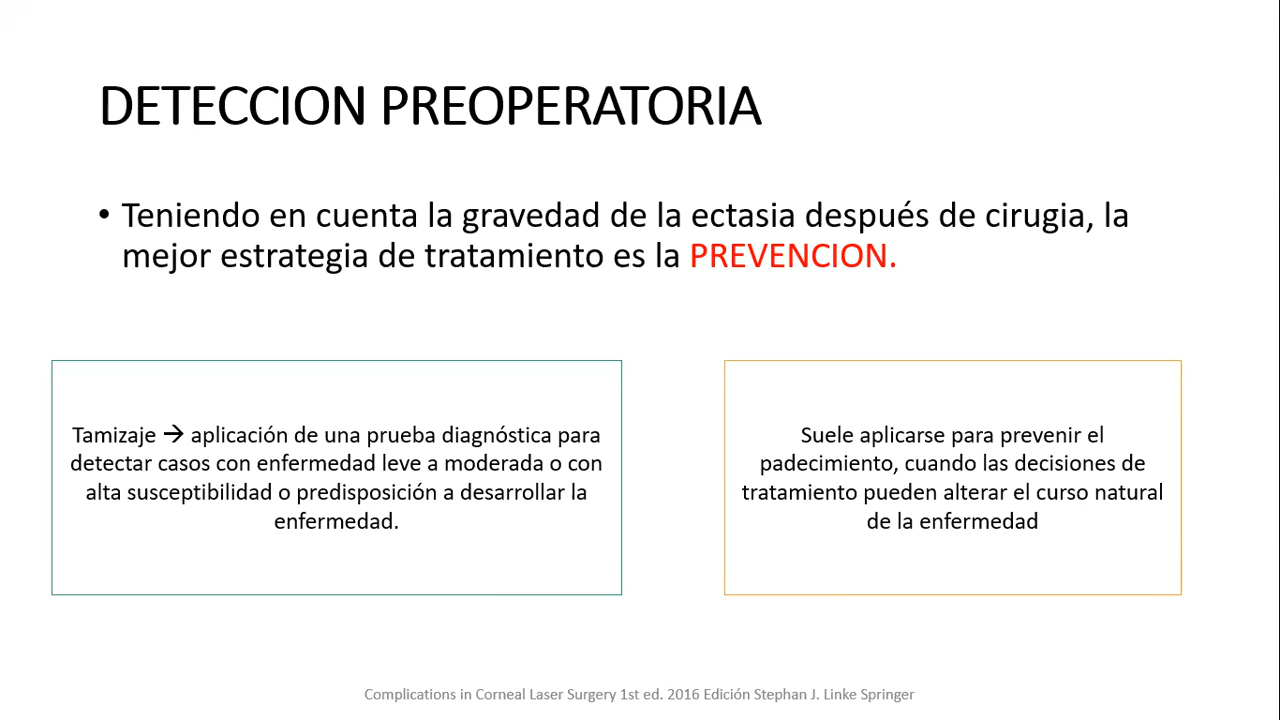 DETECCION PREOPERATORIA
• Teniendo en cuenta la gravedad de la ectasia después de cirugia, la
mejor estrategia de tratamiento es la PREVENCION.
Tamizaje → aplicación de una prueba diagnóstica para
detectar casos con enfermedad leve a moderada o con
alta susceptibilidad o predisposición a desarrollar la
enfermedad.
Suele aplicarse para prevenir el
padecimiento, cuando las decisiones de
tratamiento pueden alterar el curso natural
de la enfermedad
Complications in Corneal Laser Surgery 1st ed. 2016 Edición Stephan J. Linke Springer